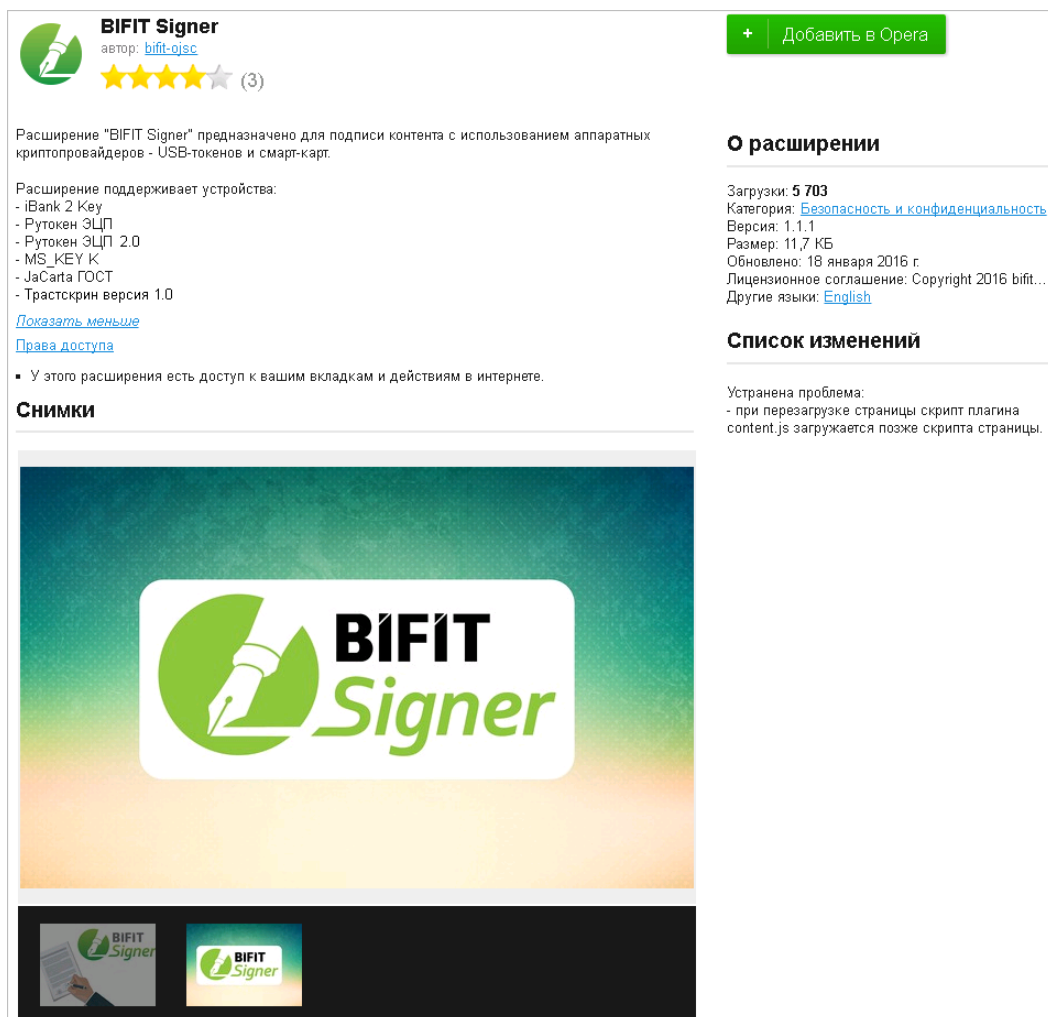 BIFIT Signer
автор: bifit-ojsc
(3)
Расширение "BIFIT Signer" предназначено для подписи контента с использованием аппаратных
криптопровайдеров - USB-токенов и смарт-карт.
Расширение поддерживает устройства:
- iBank 2 Key
- Рутокен ЭЦП
- Рутокен ЭЦП 2.0
- MS_KEY K
- JaCarta ГОСТ
- Трастскрин версия 1.0
Показать меньше
Права доступа
▪ У этого расширения есть доступ к вашим вкладкам и действиям в интернете.
Снимки
BIFIT
Signer
BIFIT
Signer
BIFIT
Signer
+ Добавить в Opera
О расширении
Загрузки: 5 703
Категория: Безопасность и конфиденциальность
Версия: 1.1.1
Размер: 11,7 КБ
Обновлено: 18 января 2016 г.
Лицензионное соглашение: Copyright 2016 bifit...
Другие языки: English
Список изменений
Устранена проблема:
- при перезагрузке страницы скрипт плагина
content.js загружается позже скрипта страницы.